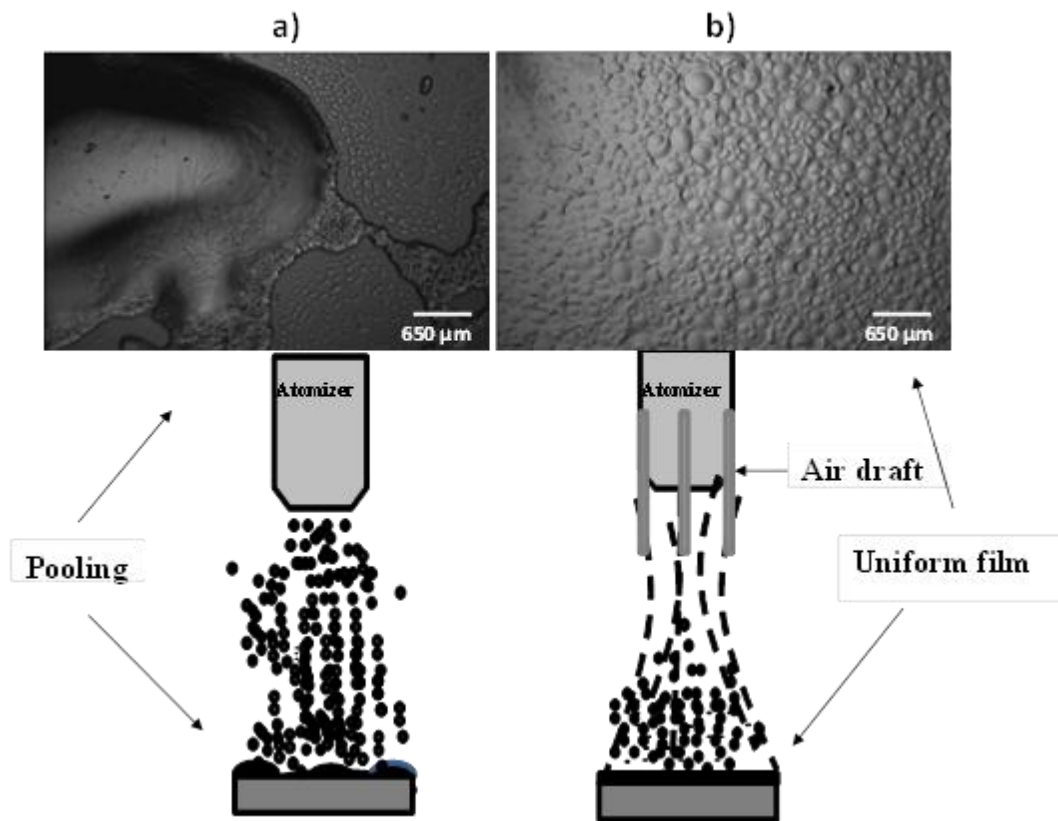 a)
b)
650 µm
650 µm
Atomizer
Atomizer
Air draft
Pooling
Uniform film